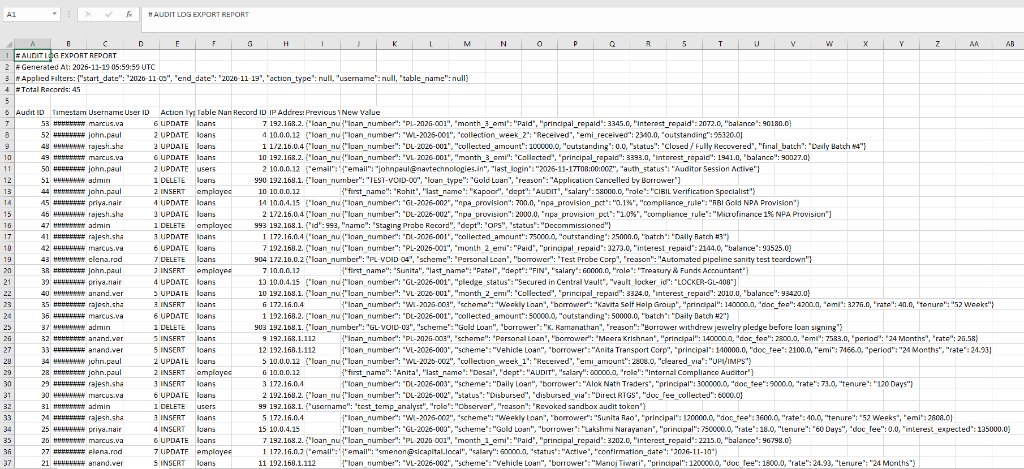 A1 fx # AUDIT LOG EXPORT REPORT
A B C D E F G H I J K L M N O P Q R S T U V W X Y Z AA AB
1 # AUDIT LOG EXPORT REPORT
2 # Generated At: 2026-11-19 05:59:59 UTC
3 # Applied Filters: {"start_date": "2026-11-05", "end_date": "2026-11-19", "action_type": null, "username": null, "table_name": null}
4 # Total Records: 45
5
6 Audit ID Timestam Username User ID Action Ty Table Nam Record ID IP Address Previous V New Value
7 53 ######## marcus.va 6 UPDATE loans 7 192.168.2. {"loan_nu {"loan_number": "PL-2026-001", "month_3_emi": "Paid", "principal_repaid": 3345.0, "interest_repaid": 2072.0, "balance": 90180.0}
8 52 ######## john.paul 2 UPDATE loans 4 10.0.0.12 {"loan_nu {"loan_number": "WL-2026-001", "collection_week_2": "Received", "emi_received": 2340.0, "outstanding": 95320.0}
9 48 ######## rajesh.sha 3 UPDATE loans 1 172.16.0.4 {"loan_nu {"loan_number": "DL-2026-001", "collected_amount": 100000.0, "outstanding": 0.0, "status": "Closed / Fully Recovered", "final_batch": "Daily Batch #4"}
10 49 ######## marcus.va 6 UPDATE loans 10 192.168.2. {"loan_nu {"loan_number": "VL-2026-001", "month_3_emi": "Collected", "principal_repaid": 3393.0, "interest_repaid": 1941.0, "balance": 90027.0}
11 50 ######## john.paul 2 UPDATE users 2 10.0.0.12 {"email": {"email": "johnpaul@navtechnologies.in", "last_login": "2026-11-17T08:00:00Z", "auth_status": "Auditor Session Active"}
12 51 ######## admin 1 DELETE loans 990 192.168.1. {"loan_number": "TEST-VOID-00", "loan_type": "Gold Loan", "reason": "Application Cancelled by Borrower"}
13 44 ######## john.paul 2 INSERT employee 10 10.0.0.12 {"first_name": "Rohit", "last_name": "Kapoor", "dept": "AUDIT", "salary": 58000.0, "role": "CIBIL Verification Specialist"}
14 45 ######## priya.nair 4 UPDATE loans 14 10.0.4.15 {"loan_nu {"loan_number": "GL-2026-002", "npa_provision": 700.0, "npa_provision_pct": "0.1%", "compliance_rule": "RBI Gold NPA Provision"}
15 46 ######## rajesh.sha 3 UPDATE loans 2 172.16.0.4 {"loan_nu {"loan_number": "DL-2026-002", "npa_provision": 2000.0, "npa_provision_pct": "1.0%", "compliance_rule": "Microfinance 1% NPA Provision"}
16 47 ######## admin 1 DELETE employee 993 192.168.1. {"id": 993, "name": "Staging Probe Record", "dept": "OPS", "status": "Decommissioned"}
17 41 ######## rajesh.sha 3 UPDATE loans 1 172.16.0.4 {"loan_nu {"loan_number": "DL-2026-001", "collected_amount": 75000.0, "outstanding": 25000.0, "batch": "Daily Batch #3"}
18 42 ######## marcus.va 6 UPDATE loans 7 192.168.2. {"loan_nu {"loan_number": "PL-2026-001", "month_2_emi": "Paid", "principal_repaid": 3273.0, "interest_repaid": 2144.0, "balance": 93525.0}
19 43 ######## elena.rod 7 DELETE loans 904 172.16.0.2 {"loan_number": "PL-VOID-04", "scheme": "Personal Loan", "borrower": "Test Probe Corp", "reason": "Automated pipeline sanity test teardown"}
20 38 ######## john.paul 2 INSERT employee 7 10.0.0.12 {"first_name": "Sunita", "last_name": "Patel", "dept": "FIN", "salary": 60000.0, "role": "Treasury & Funds Accountant"}
21 39 ######## priya.nair 4 UPDATE loans 13 10.0.4.15 {"loan_nu {"loan_number": "GL-2026-001", "pledge_status": "Secured in Central Vault", "vault_locker_id": "LOCKER-GL-408"}
22 40 ######## anand.ver 5 UPDATE loans 10 192.168.1. {"loan_nu {"loan_number": "VL-2026-001", "month_2_emi": "Collected", "principal_repaid": 3324.0, "interest_repaid": 2010.0, "balance": 93420.0}
23 35 ######## rajesh.sha 3 INSERT loans 6 172.16.0.4 {"loan_number": "WL-2026-003", "scheme": "Weekly Loan", "borrower": "Kavita Self Help Group", "principal": 140000.0, "doc_fee": 4200.0, "emi": 3276.0, "rate": 40.0, "tenure": "52 Weeks"}
24 36 ######## marcus.va 6 UPDATE loans 1 192.168.2. {"loan_nu {"loan_number": "DL-2026-001", "collected_amount": 50000.0, "outstanding": 50000.0, "batch": "Daily Batch #2"}
25 37 ######## admin 1 DELETE loans 903 192.168.1. {"loan_number": "GL-VOID-03", "scheme": "Gold Loan", "borrower": "K. Ramanathan", "reason": "Borrower withdrew jewelry pledge before loan signing"}
26 32 ######## anand.ver 5 INSERT loans 9 192.168.1.112 {"loan_number": "PL-2026-003", "scheme": "Personal Loan", "borrower": "Meera Krishnan", "principal": 140000.0, "doc_fee": 2800.0, "emi": 7583.0, "period": "24 Months", "rate": 26.58}
27 33 ######## anand.ver 5 INSERT loans 12 192.168.1.112 {"loan_number": "VL-2026-003", "scheme": "Vehicle Loan", "borrower": "Anita Transport Corp", "principal": 140000.0, "doc_fee": 2100.0, "emi": 7466.0, "period": "24 Months", "rate": 24.93}
28 34 ######## john.paul 2 UPDATE loans 5 10.0.0.12 {"loan_nu {"loan_number": "WL-2026-002", "collection_week_1": "Received", "emi_amount": 2808.0, "cleared_via": "UPI/IMPS"}
29 28 ######## john.paul 2 INSERT employee 6 10.0.0.12 {"first_name": "Anita", "last_name": "Desai", "dept": "AUDIT", "salary": 60000.0, "role": "Internal Compliance Auditor"}
30 29 ######## rajesh.sha 3 INSERT loans 3 172.16.0.4 {"loan_number": "DL-2026-003", "scheme": "Daily Loan", "borrower": "Alok Nath Traders", "principal": 300000.0, "doc_fee": 9000.0, "rate": 73.0, "tenure": "120 Days"}
31 30 ######## marcus.va 6 UPDATE loans 2 192.168.2. {"loan_nu {"loan_number": "DL-2026-002", "status": "Disbursed", "disbursed_via": "Direct RTGS", "doc_fee_collected": 6000.0}
32 31 ######## admin 1 DELETE users 99 192.168.1. {"username": "test_temp_analyst", "role": "Observer", "reason": "Revoked sandbox audit token"}
33 24 ######## rajesh.sha 3 INSERT loans 5 172.16.0.4 {"loan_number": "WL-2026-002", "scheme": "Weekly Loan", "borrower": "Sunita Rao", "principal": 120000.0, "doc_fee": 3600.0, "rate": 40.0, "tenure": "52 Weeks", "emi": 2808.0}
34 25 ######## priya.nair 4 INSERT loans 15 10.0.4.15 {"loan_number": "GL-2026-003", "scheme": "Gold Loan", "borrower": "Lakshmi Narayanan", "principal": 750000.0, "rate": 18.0, "tenure": "60 Days", "doc_fee": 0.0, "interest_expected": 135000.0}
35 26 ######## marcus.va 6 UPDATE loans 7 192.168.2. {"loan_nu {"loan_number": "PL-2026-001", "month_1_emi": "Paid", "principal_repaid": 3202.0, "interest_repaid": 2215.0, "balance": 96798.0}
36 27 ######## elena.rod 7 UPDATE employee 1 172.16.0.2 {"email": {"email": "smenon@slcapital.local", "salary": 60000.0, "status": "Active", "confirmation_date": "2026-11-10"}
37 21 ######## anand.ver 5 INSERT loans 11 192.168.1.112 {"loan_number": "VL-2026-002", "scheme": "Vehicle Loan", "borrower": "Manoj Tiwari", "principal": 120000.0, "doc_fee": 1800.0, "rate": 24.93, "tenure": "24 Months"}